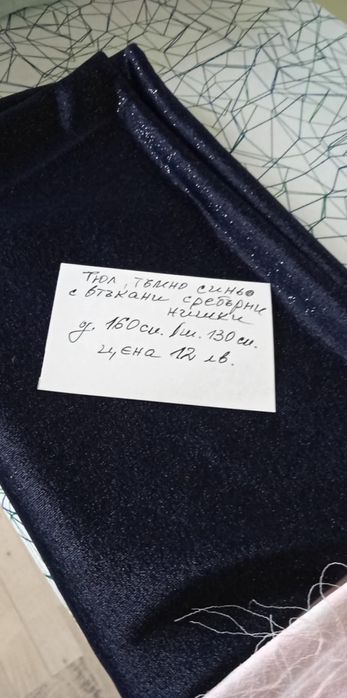 Тюл, тъмно синьо
с втъкани сребърни
нишки
д. 160 см. / ш. 130 см.
цена 12 лв.